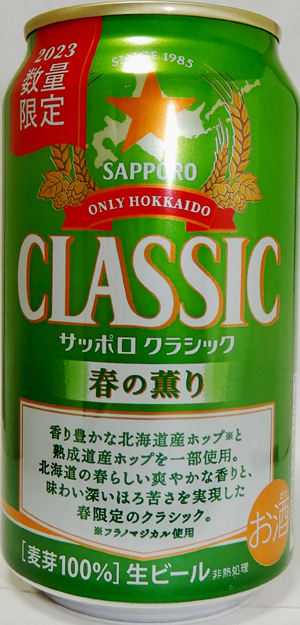 2023
数量
限定
SINCE 1985
SAPPORO
ONLY HOKKAIDO
CLASSIC
サッポロ クラシック
春の薫り
香り豊かな北海道産ホップ※と
熟成道産ホップを一部使用。
北海道の春らしい爽やかな香りと、
味わい深いほろ苦さを実現した
春限定のクラシック。
※フラノマジカル使用
お酒
[麦芽100%]生ビール 非熱処理